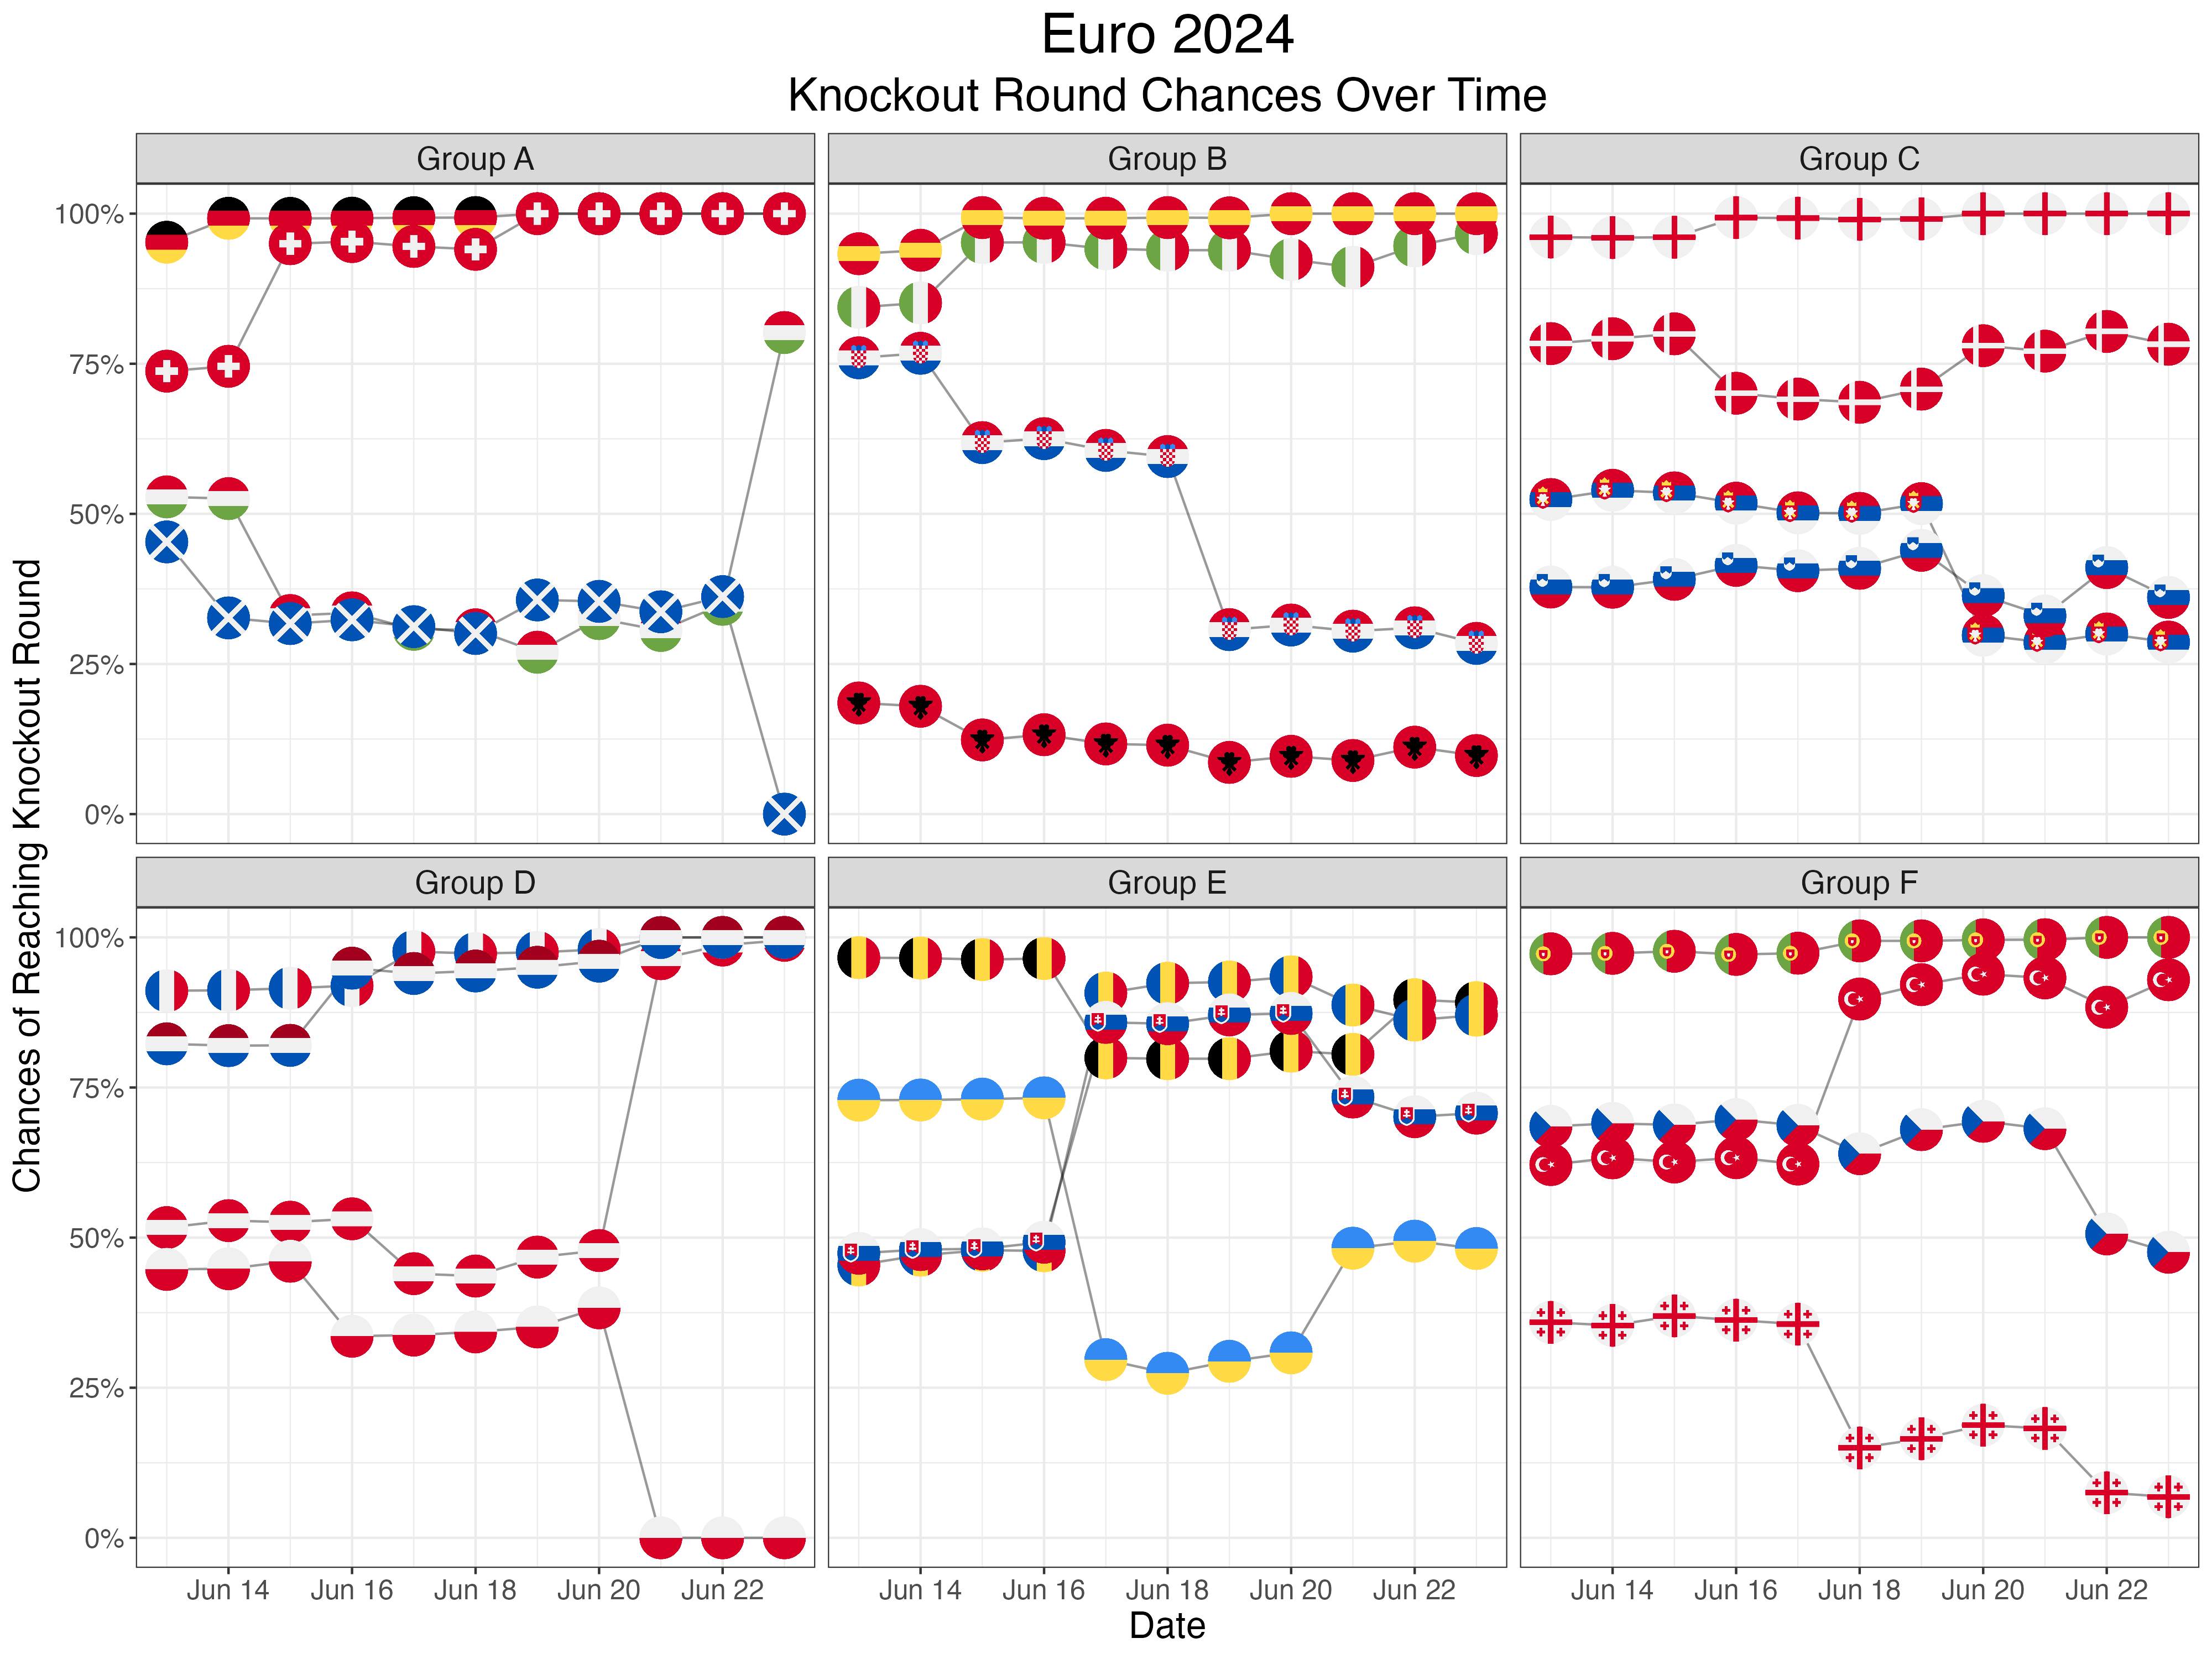 Euro 2024
Knockout Round Chances Over Time
Group A
Group B
Group C
100%
75%
50%
25%
0%
Chances of Reaching Knockout Round
Group D
Group E
Group F
100%
75%
50%
25%
0%
Jun 14 Jun 16 Jun 18 Jun 20 Jun 22
Jun 14 Jun 16 Jun 18 Jun 20 Jun 22
Jun 14 Jun 16 Jun 18 Jun 20 Jun 22
Date